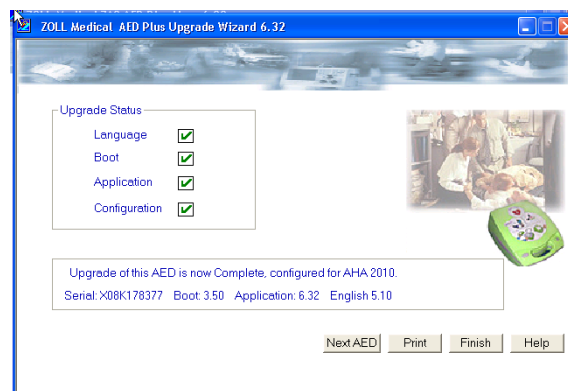 ZOLL Medical AED Plus Upgrade Wizard 6.32
Upgrade Status
Language
Boot
Application
Configuration
Upgrade of this AED is now Complete, configured for AHA 2010.
Serial: X08K178377 Boot: 3.50 Application: 6.32 English 5.10
Next AED Print Finish Help